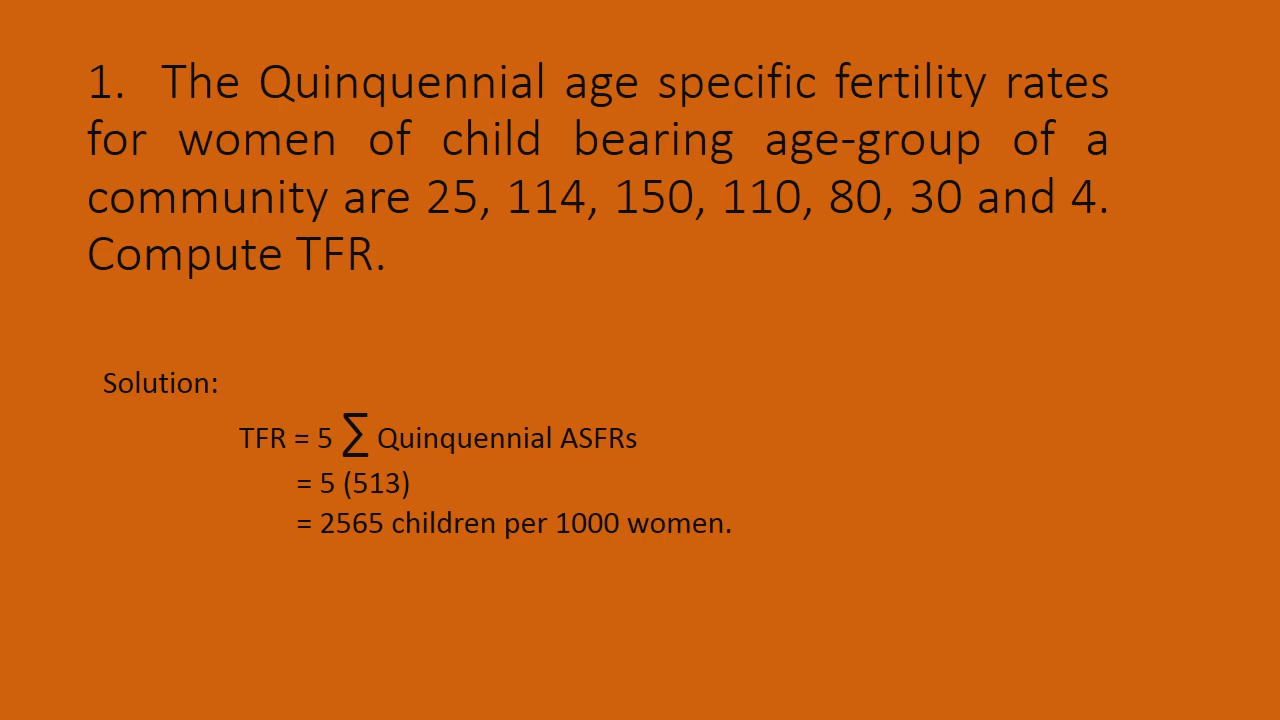 1. The Quinquennial age specific fertility rates
for women of child bearing age-group of a
community are 25, 114, 150, 110, 80, 30 and 4.
Compute TFR.
Solution:
TFR = 5 ∑ Quinquennial ASFRs
= 5 (513)
= 2565 children per 1000 women.